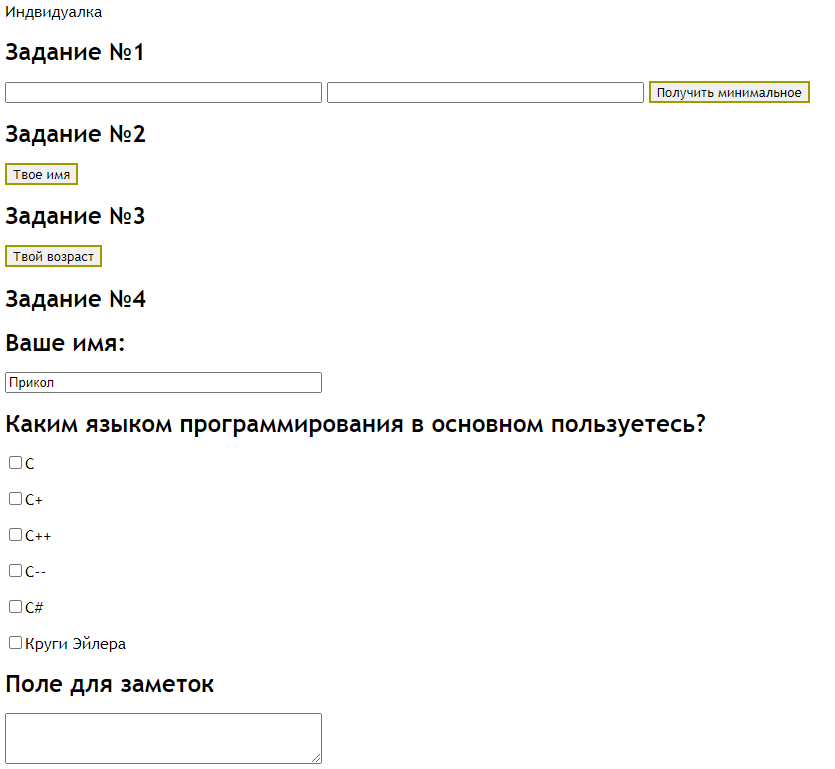 Индвидуалка
Задание №1
Получить минимальное
Задание №2
Твое имя
Задание №3
Твой возраст
Задание №4
Ваше имя:
Прикол
Каким языком программирования в основном пользуетесь?
C
C+
C++
C--
C#
Круги Эйлера
Поле для заметок